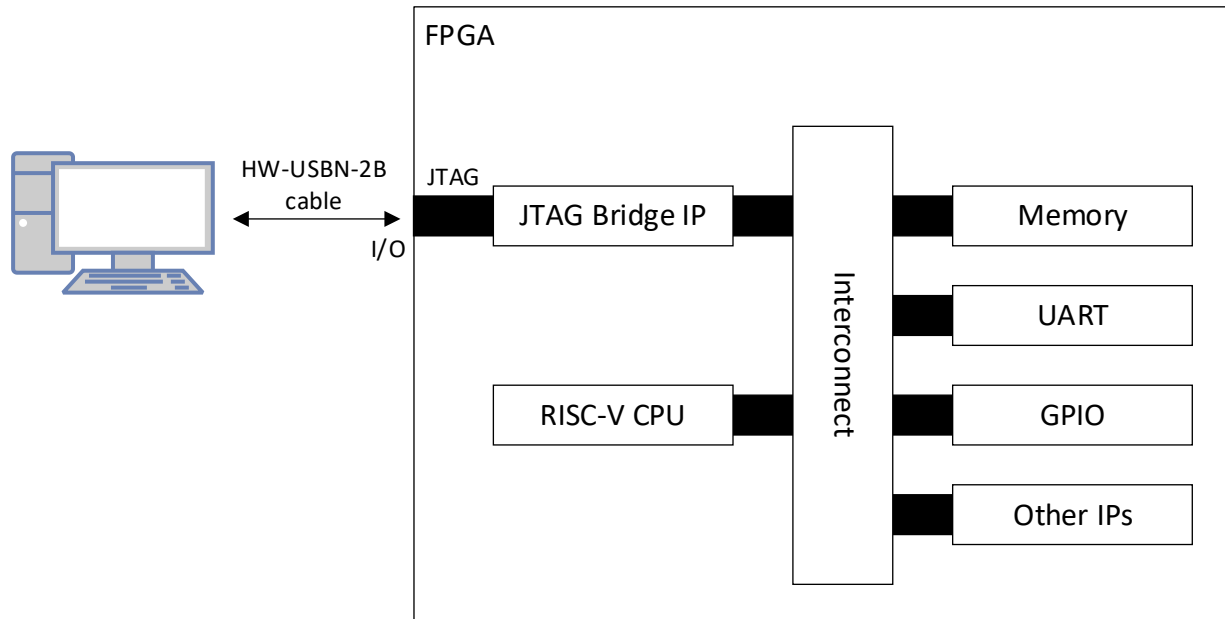 FPGA
HW-USBN-2B
cable
JTAG
I/O
JTAG Bridge IP
Interconnect
Memory
UART
RISC-V CPU
GPIO
Other IPs